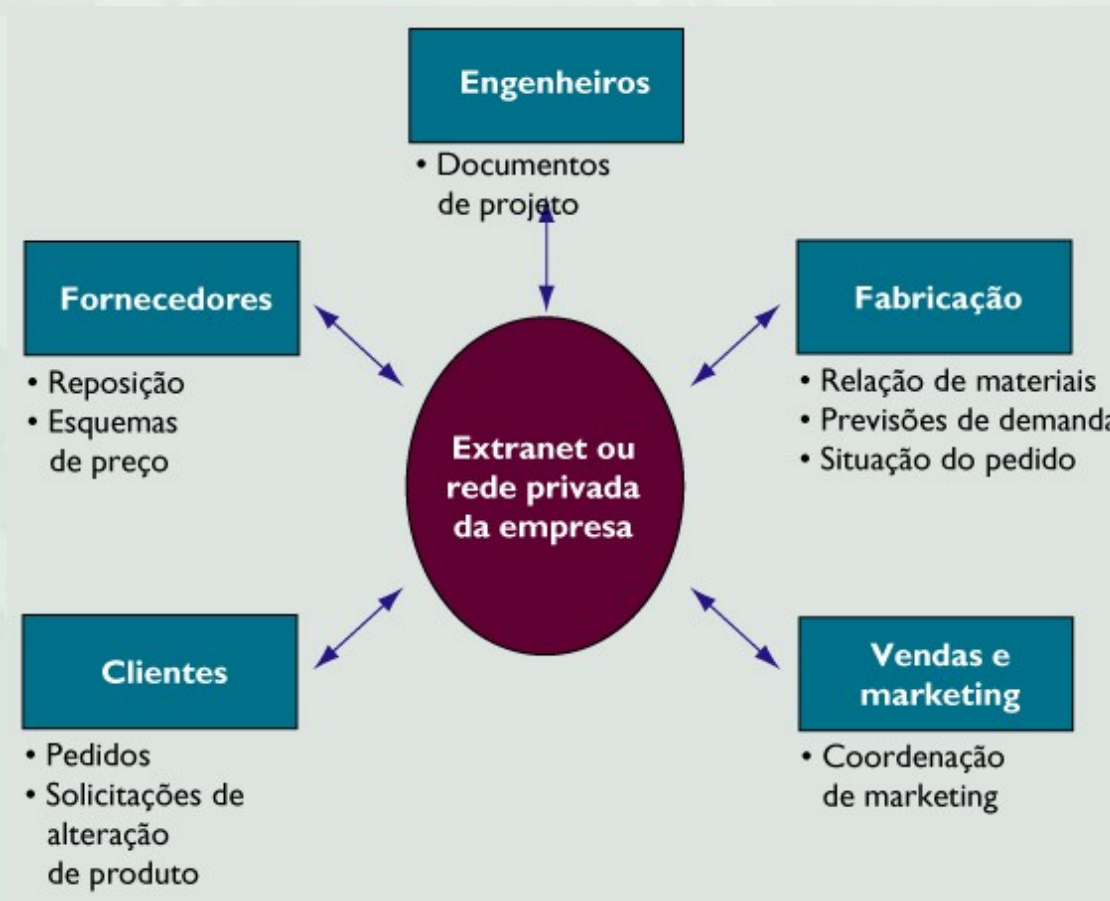 Engenheiros
• Documentos
de projeto
Fornecedores
• Reposição
• Esquemas
de preço
Fabricação
• Relação de materiais
• Previsões de demanda
• Situação do pedido
Extranet ou
rede privada
da empresa
Clientes
• Pedidos
• Solicitações de
alteração
de produto
Vendas e
marketing
• Coordenação
de marketing